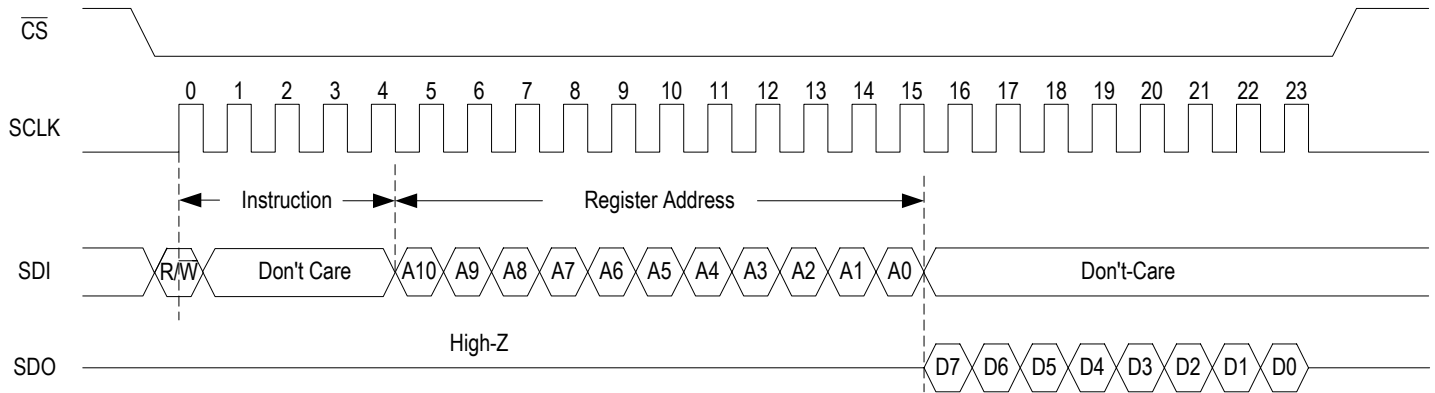 CS
0 1 2 3 4 5 6 7 8 9 10 11 12 13 14 15 16 17 18 19 20 21 22 23
SCLK
Instruction Register Address
SDI R/W Don't Care A10 A9 A8 A7 A6 A5 A4 A3 A2 A1 A0 Don't-Care
High-Z
SDO D7 D6 D5 D4 D3 D2 D1 D0